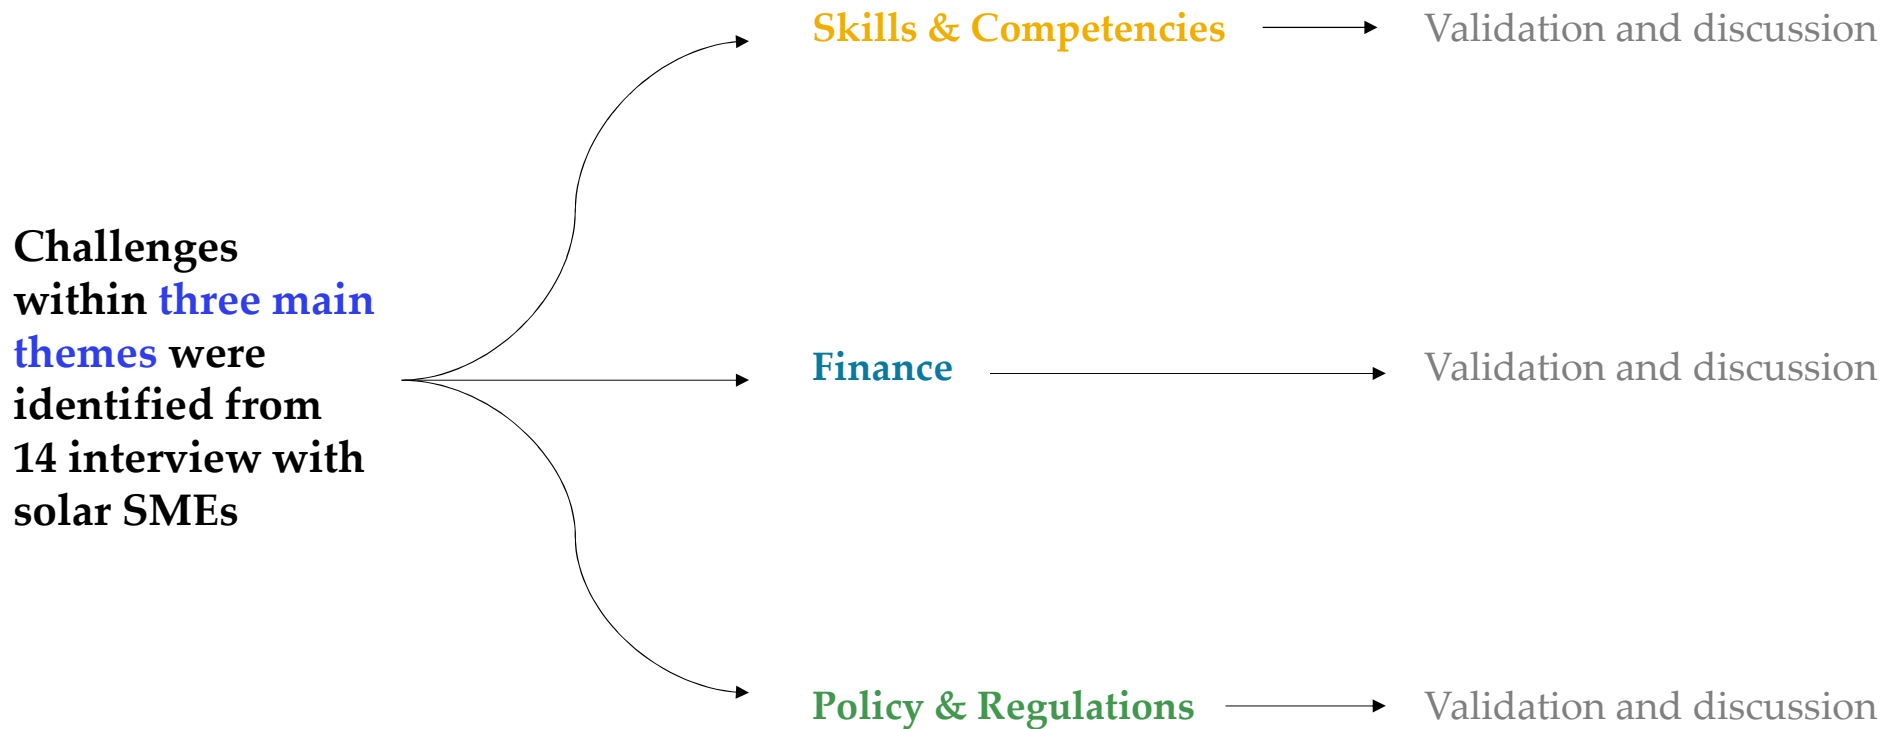 Challenges
within three main
themes were
identified from
14 interview with
solar SMEs
Skills & Competencies
Validation and discussion
Finance
Validation and discussion
Policy & Regulations
Validation and discussion